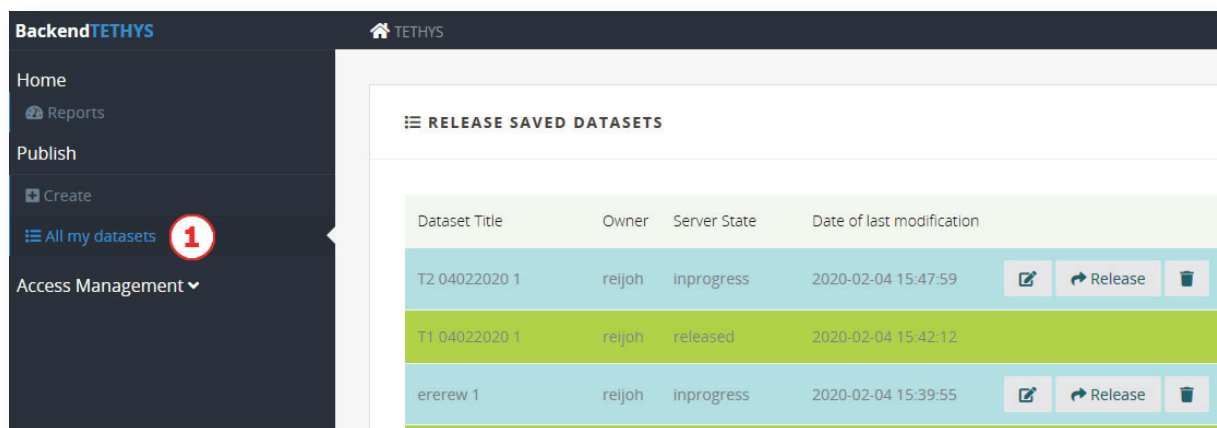 BackendTETHYS
TETHYS
Home
Reports
Publish
Create
All my datasets
1
Access Management
RELEASE SAVED DATASETS
Dataset Title Owner Server State Date of last modification
T2 04022020 1 reijoh inprogress 2020-02-04 15:47:59 Release
T1 04022020 1 reijoh released 2020-02-04 15:42:12
ererew 1 reijoh inprogress 2020-02-04 15:39:55 Release